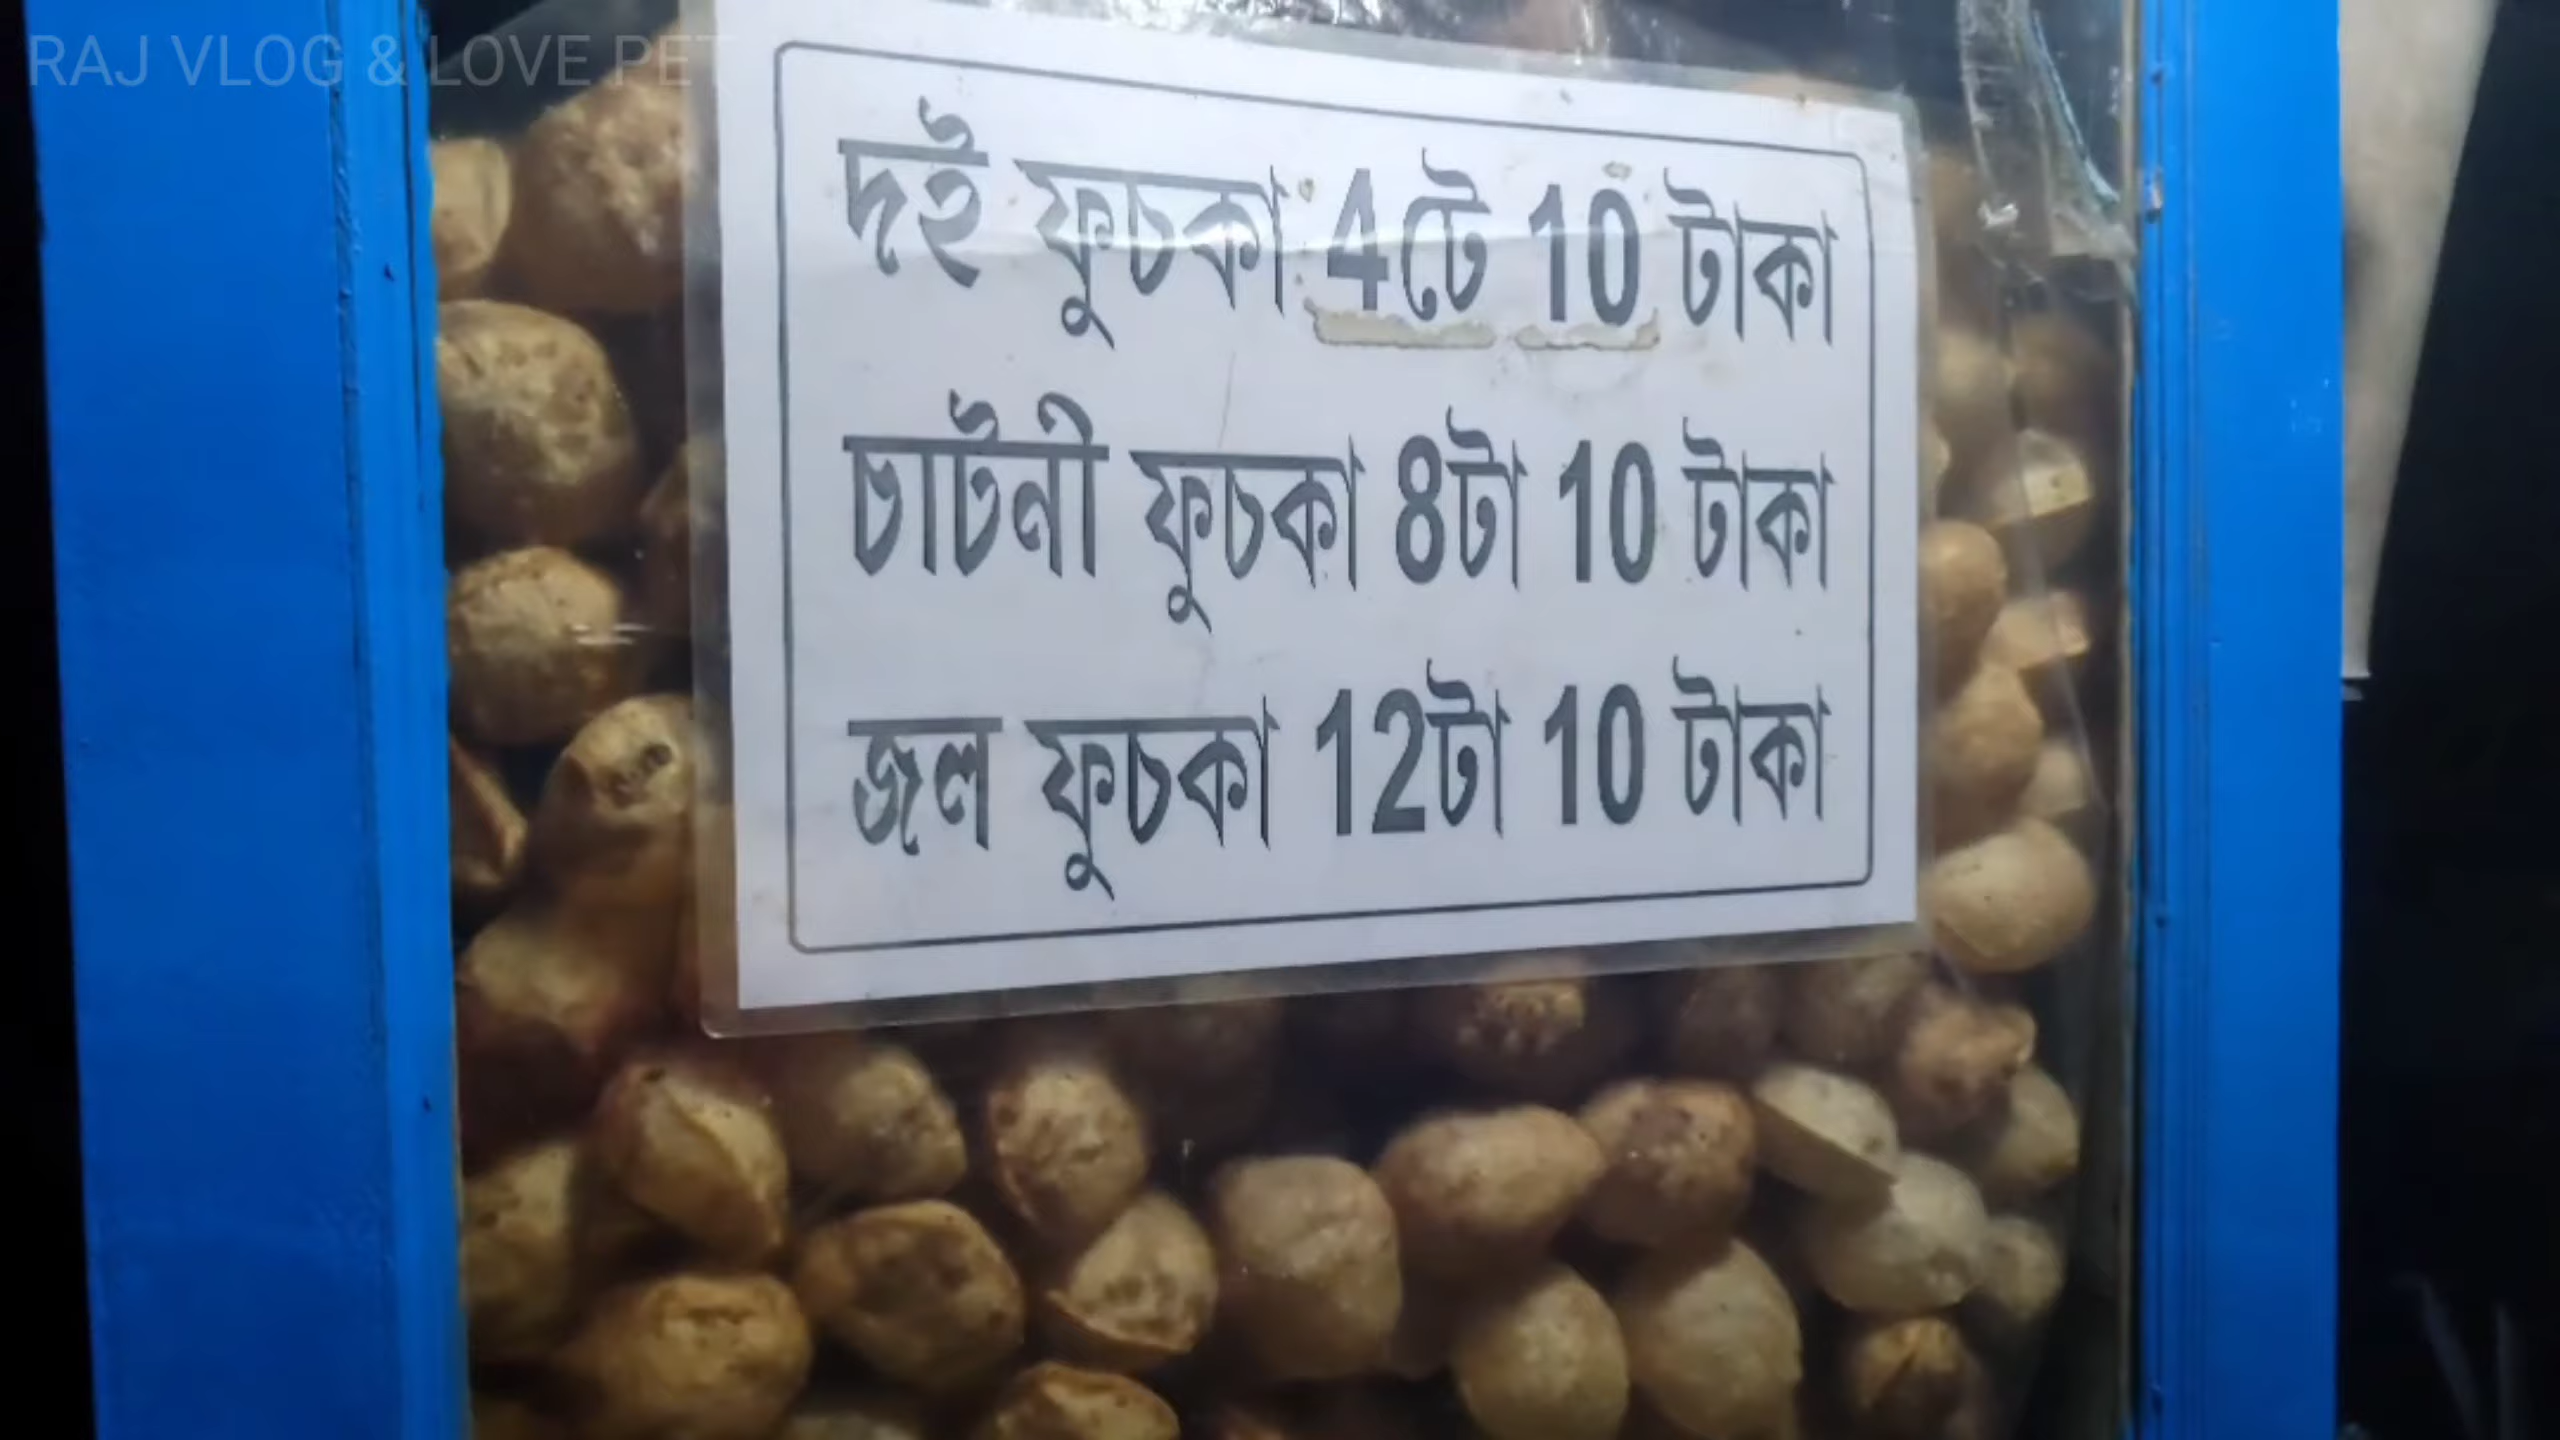 RAJ VLOG & LOVE PET
দই ফুচকা 4টে 10 টাকা
চাটনী ফুচকা 8টা 10 টাকা
জল ফুচকা 12টা 10 টাকা